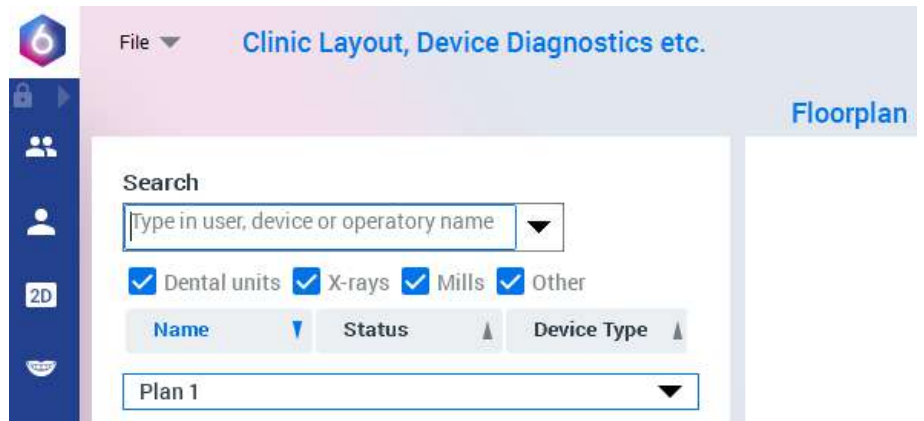 6
File
Clinic Layout, Device Diagnostics etc.
Floorplan
Search
Type in user, device or operatory name
Dental units X-rays Mills Other
2D
Name Status Device Type
Plan 1